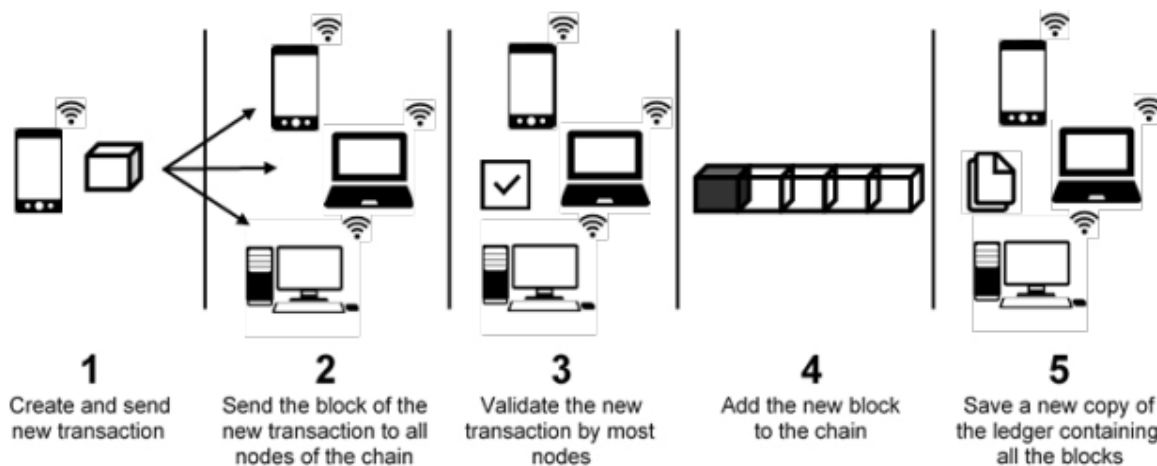 1
Create and send
new transaction
2
Send the block of the
new transaction to all
nodes of the chain
3
Validate the new
transaction by most
nodes
4
Add the new block
to the chain
5
Save a new copy of
the ledger containing
all the blocks